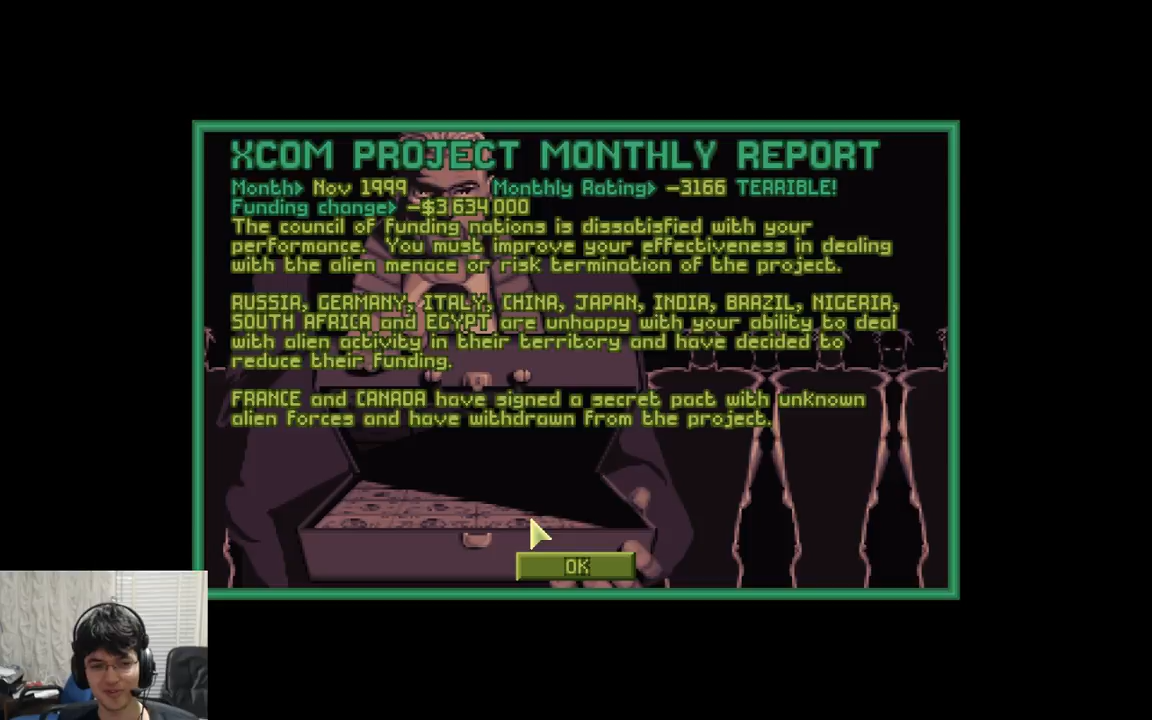 XCOM PROJECT MONTHLY REPORT
Month> Nov 1999 Monthly Rating> -3166 TERRIBLE!
Funding change> -$3 634 000
The council of funding nations is dissatisfied with your
performance. You must improve your effectiveness in dealing
with the alien menace or risk termination of the project.
RUSSIA, GERMANY, ITALY, CHINA, JAPAN, INDIA, BRAZIL, NIGERIA,
SOUTH AFRICA and EGYPT are unhappy with your ability to deal
with alien activity in their territory and have decided to
reduce their funding.
FRANCE and CANADA have signed a secret pact with unknown
alien forces and have withdrawn from the project.
OK